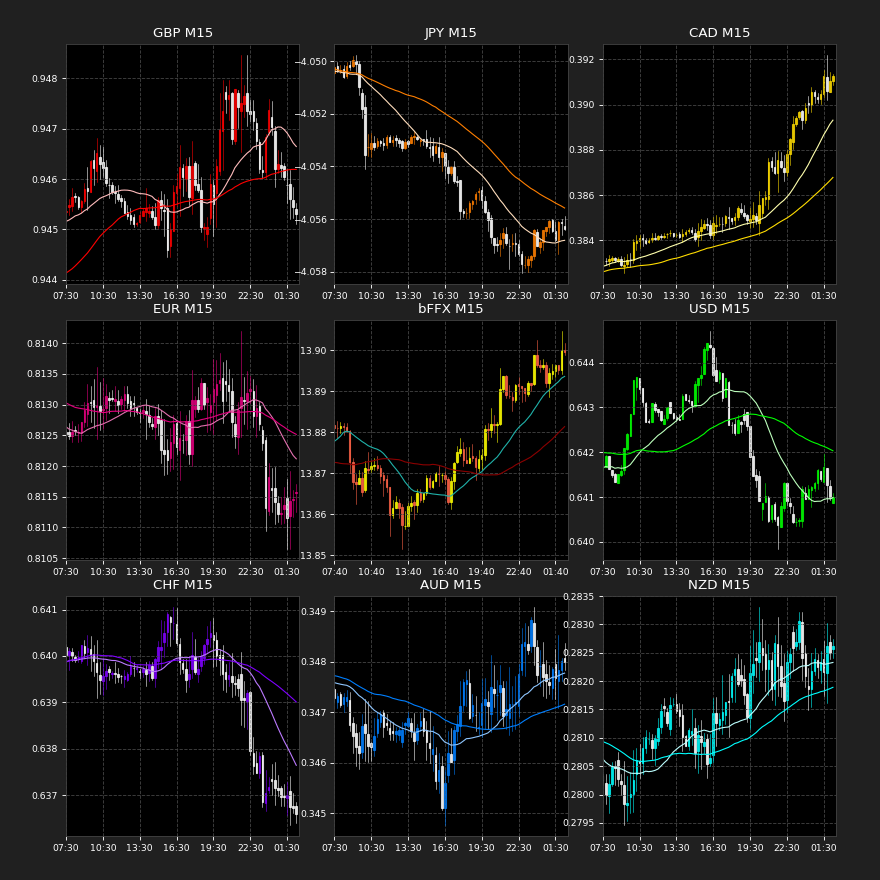 GBP M15
0.948
0.947
0.946
0.945
0.944
07:30 10:30 13:30 16:30 19:30 22:30 01:30
JPY M15
−4.050
−4.052
−4.054
−4.056
−4.058
07:30 10:30 13:30 16:30 19:30 22:30 01:30
CAD M15
0.392
0.390
0.388
0.386
0.384
07:30 10:30 13:30 16:30 19:30 22:30 01:30
EUR M15
0.8140
0.8135
0.8130
0.8125
0.8120
0.8115
0.8110
0.8105
07:30 10:30 13:30 16:30 19:30 22:30 01:30
bFFX M15
13.90
13.89
13.88
13.87
13.86
13.85
07:40 10:40 13:40 16:40 19:40 22:40 01:40
USD M15
0.644
0.643
0.642
0.641
0.640
07:30 10:30 13:30 16:30 19:30 22:30 01:30
CHF M15
0.641
0.640
0.639
0.638
0.637
07:30 10:30 13:30 16:30 19:30 22:30 01:30
AUD M15
0.349
0.348
0.347
0.346
0.345
07:30 10:30 13:30 16:30 19:30 22:30 01:30
NZD M15
0.2835
0.2830
0.2825
0.2820
0.2815
0.2810
0.2805
0.2800
0.2795
07:30 10:30 13:30 16:30 19:30 22:30 01:30